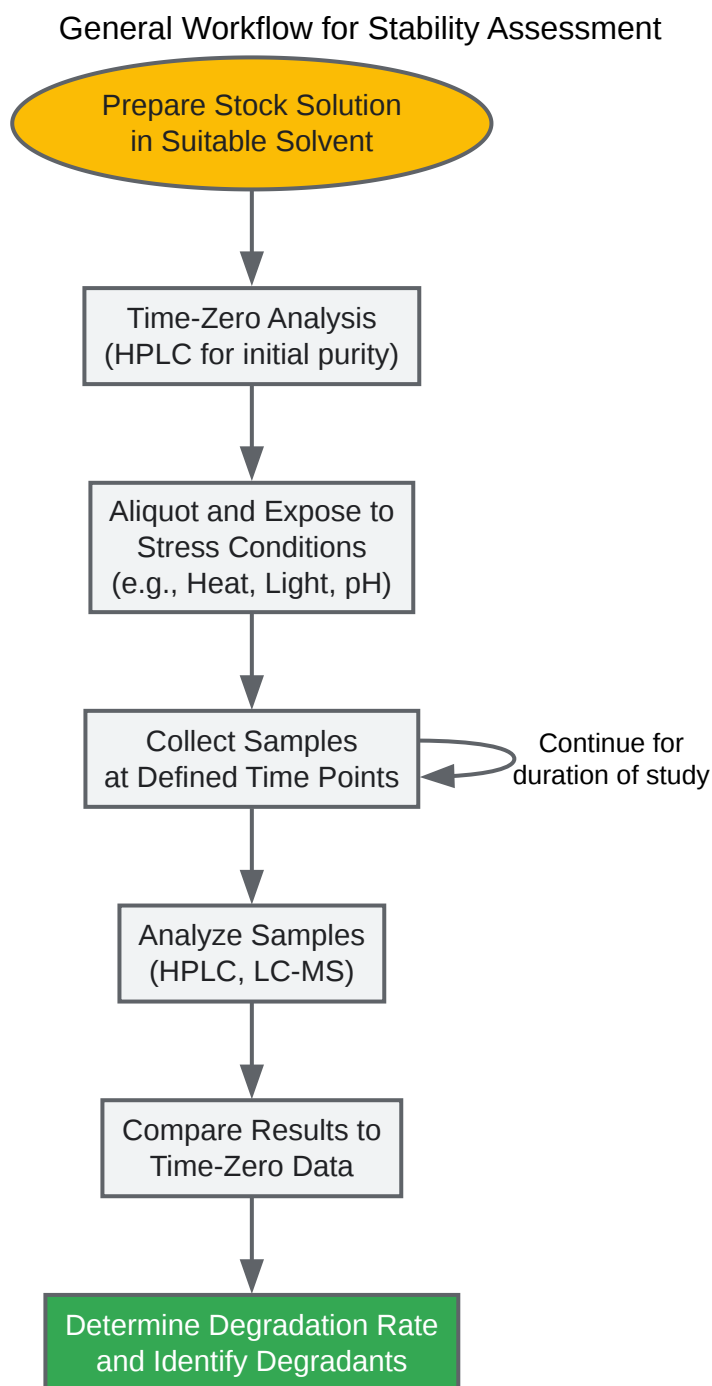 General Workflow for Stability Assessment
Prepare Stock Solution
in Suitable Solvent
Time-Zero Analysis
(HPLC for initial purity)
Aliquot and Expose to
Stress Conditions
(e.g., Heat, Light, pH)
Collect Samples
at Defined Time Points
Continue for
duration of study
Analyze Samples
(HPLC, LC-MS)
Compare Results to
Time-Zero Data
Determine Degradation Rate
and Identify Degradants